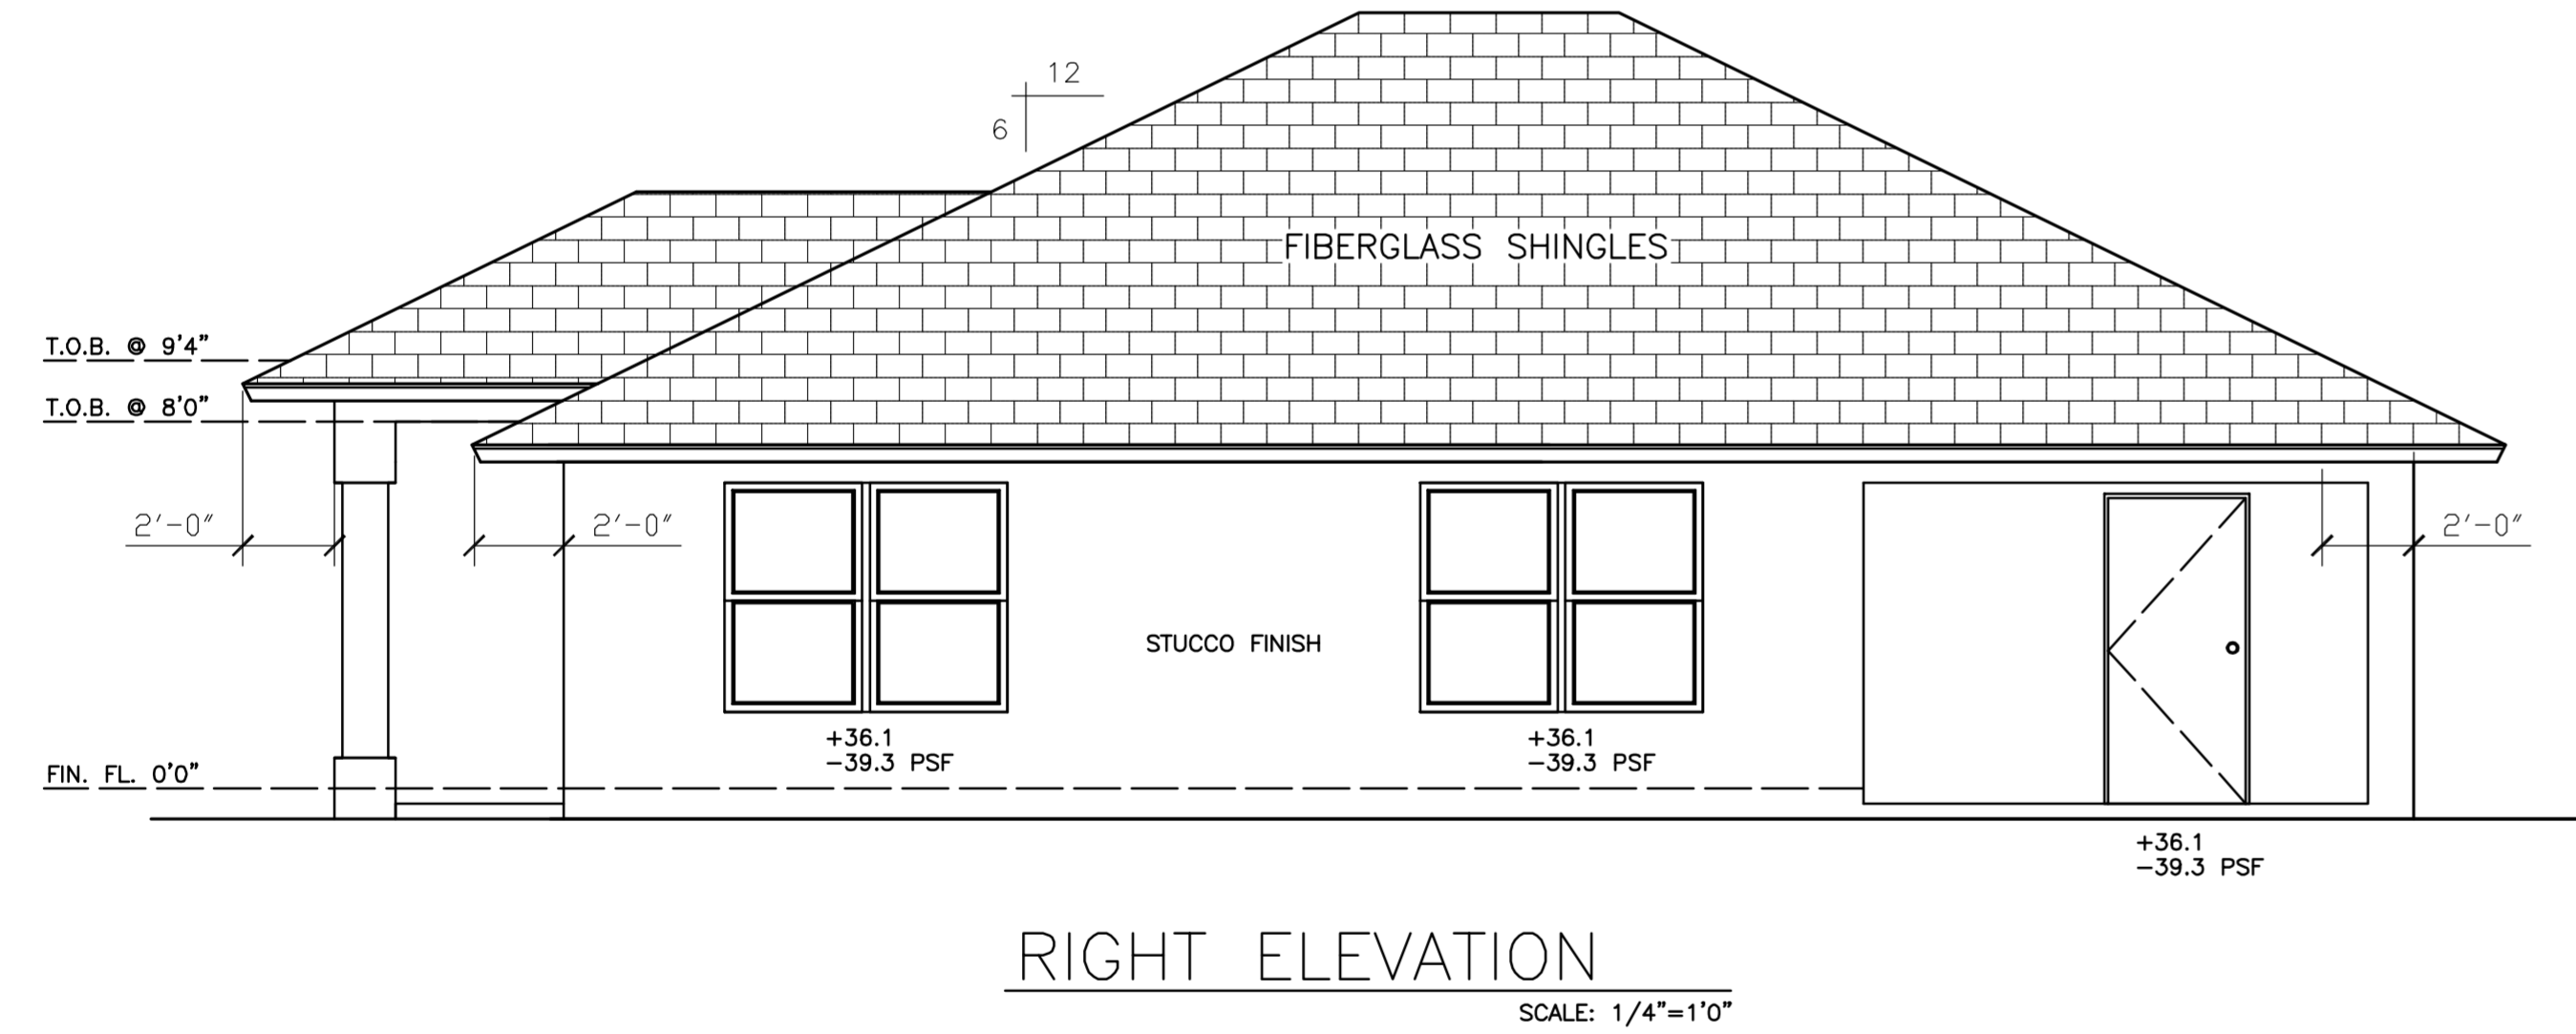 12
6
FIBERGLASS SHINGLES
T.O.B. @ 9'4"
T.O.B. @ 8'0"
2'-0"
2'-0"
2'-0"
STUCCO FINISH
+36.1
-39.3 PSF
+36.1
-39.3 PSF
FIN. FL. 0'0"
+36.1
-39.3 PSF
RIGHT ELEVATION
SCALE: 1/4"=1'0"